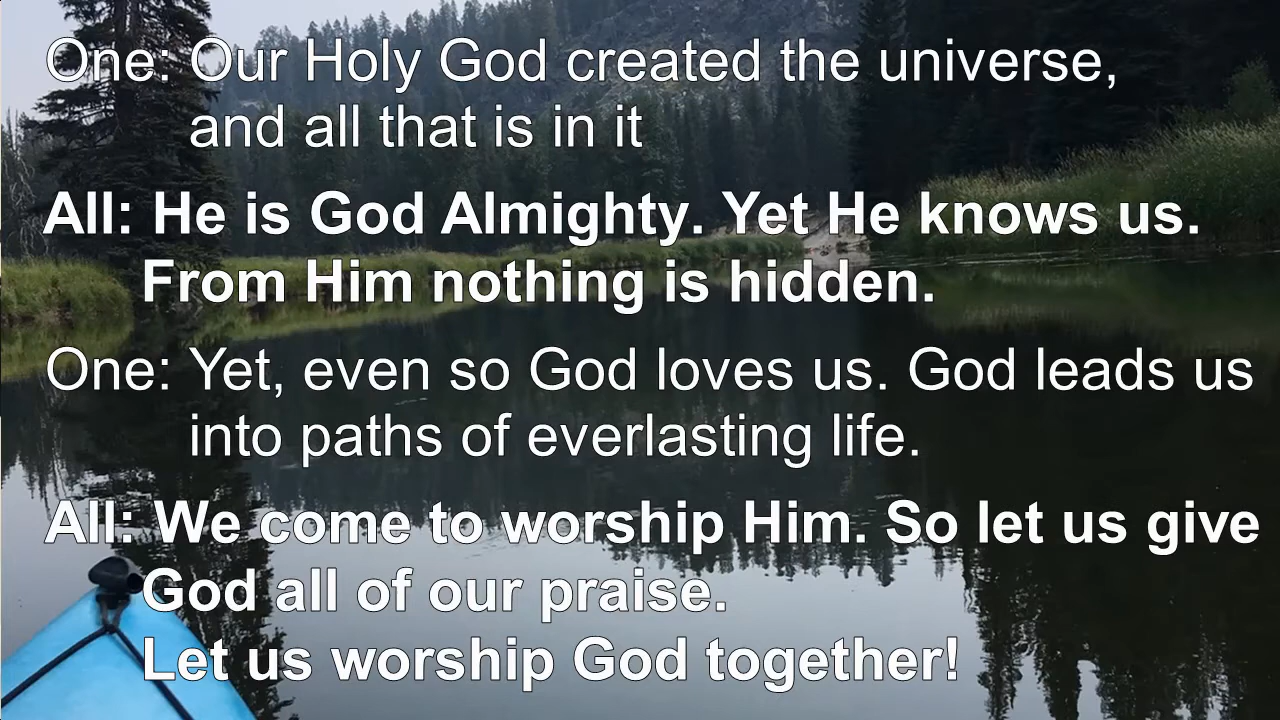 One: Our Holy God created the universe,
and all that is in it
All: He is God Almighty. Yet He knows us.
From Him nothing is hidden.
One: Yet, even so God loves us. God leads us
into paths of everlasting life.
All: We come to worship Him. So let us give
God all of our praise.
Let us worship God together!